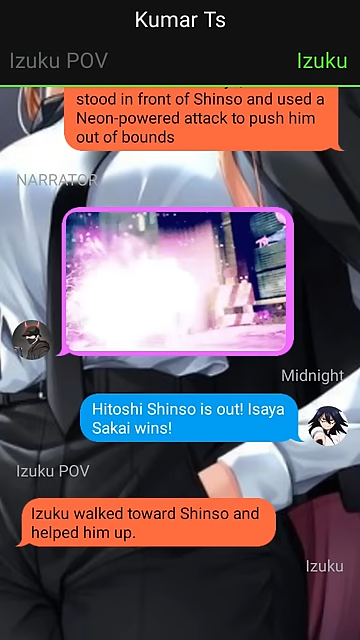 Kumar Ts
Izuku POV
Izuku
stood in front of Shinso and used a
Neon-powered attack to push him
out of bounds
NARRATOR
Midnight
Hitoshi Shinso is out! Isaya
Sakai wins!
Izuku POV
Izuku walked toward Shinso and
helped him up.
Izuku